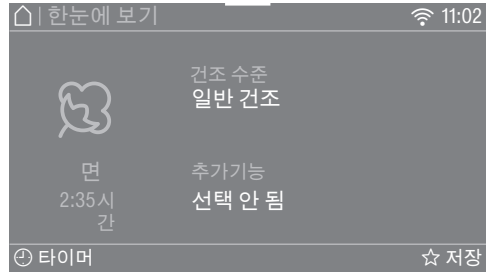 한눈에 보기 11:02
건조 수준
일반 건조
면
2:35시
간
추가기능
선택 안 됨
타이머 저장